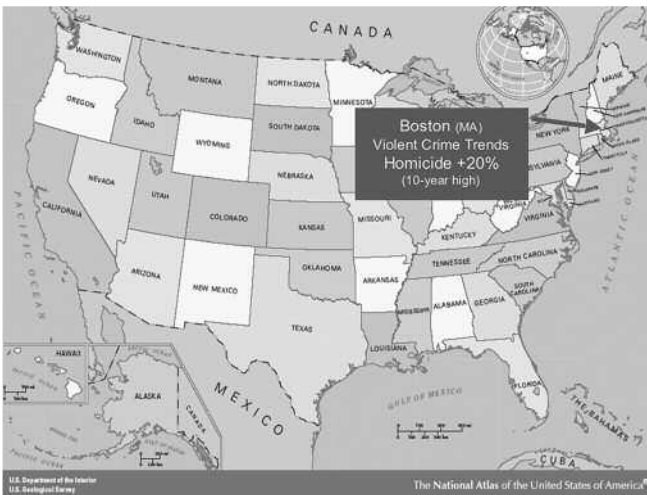 CANADA
WASHINGTON
MONTANA
NORTH DAKOTA
MINNESOTA
MAINE
OREGON
IDAHO
SOUTH DAKOTA
WYOMING
Boston (MA)
Violent Crime Trends
Homicide +20%
(10-year high)
NEW YORK
NEBRASKA
NEVADA
UTAH
CALIFORNIA
COLORADO
KANSAS
MISSOURI
VIRGINIA
VIRGINIA
KENTUCKY
PACIFIC OCEAN
ATLANTIC OCEAN
ARIZONA
NEW MEXICO
OKLAHOMA
ARKANSAS
TENNESSEE
NORTH CAROLINA
SOUTH
CAROLINA
TEXAS
MISSISSIPPI
ALABAMA
GEORGIA
LOUISIANA
FLORIDA
HAWAII
ALASKA
CANADA
MEXICO
GULF OF MEXICO
THE BAHAMAS
CUBA
U.S. Department of the Interior
U.S. Geological Survey
The National Atlas of the United States of America®